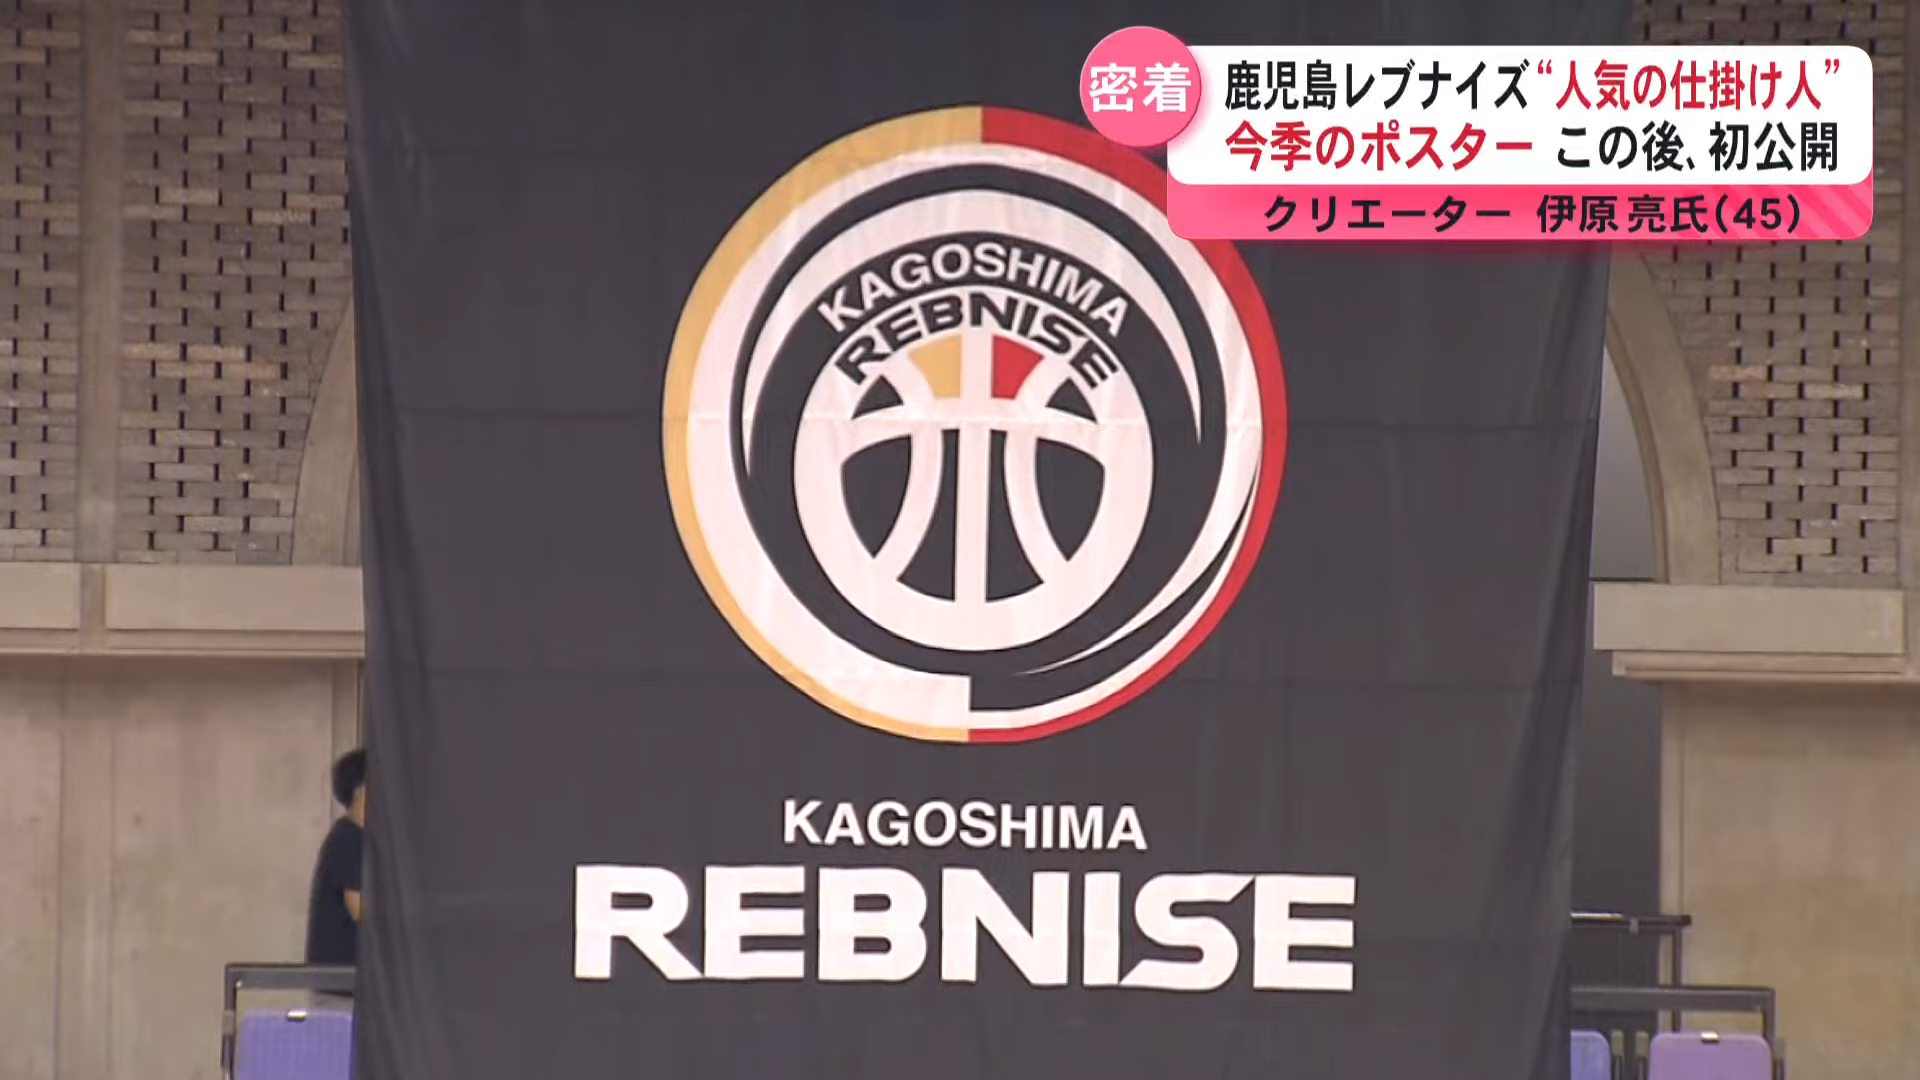 密着
鹿児島レブナイズ“人気の仕掛け人”
今季のポスター この後、初公開
クリエーター 伊原 亮氏(45)
KAGOSHIMA
REBNISE
KAGOSHIMA
REBNISE